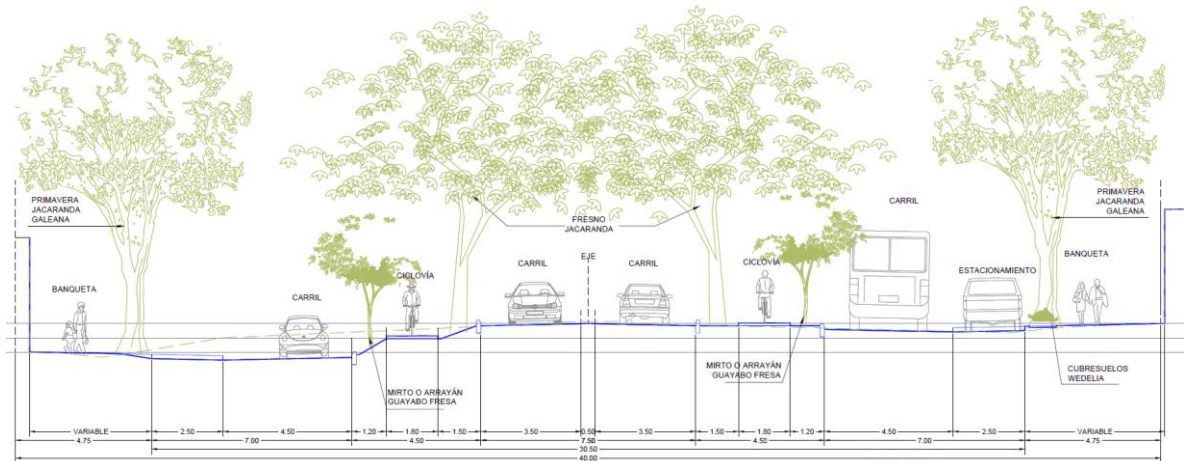 CARRIL
PRIMAVERA
JACARANDA
GALEANA
FRESNO
JACARANDA
PRIMAVERA
JACARANDA
GALEANA
BANQUETA
CARRIL
CICLOVÍA
CARRIL
EJE
CARRIL
CICLOVÍA
ESTACIONAMIENTO
BANQUETA
MIRTO O ARRAYÁN
GUAYABO FRESA
MIRTO O ARRAYÁN
GUAYABO FRESA
CUBRESUELOS
WEDELIA
VARIABLE 2.50 4.50 1.20 1.80 1.50 3.50 0.50 3.50 1.50 1.80 1.20 4.50 2.50 VARIABLE
4.75 7.00 4.50 7.50 4.50 7.00 4.75
30.50
40.00